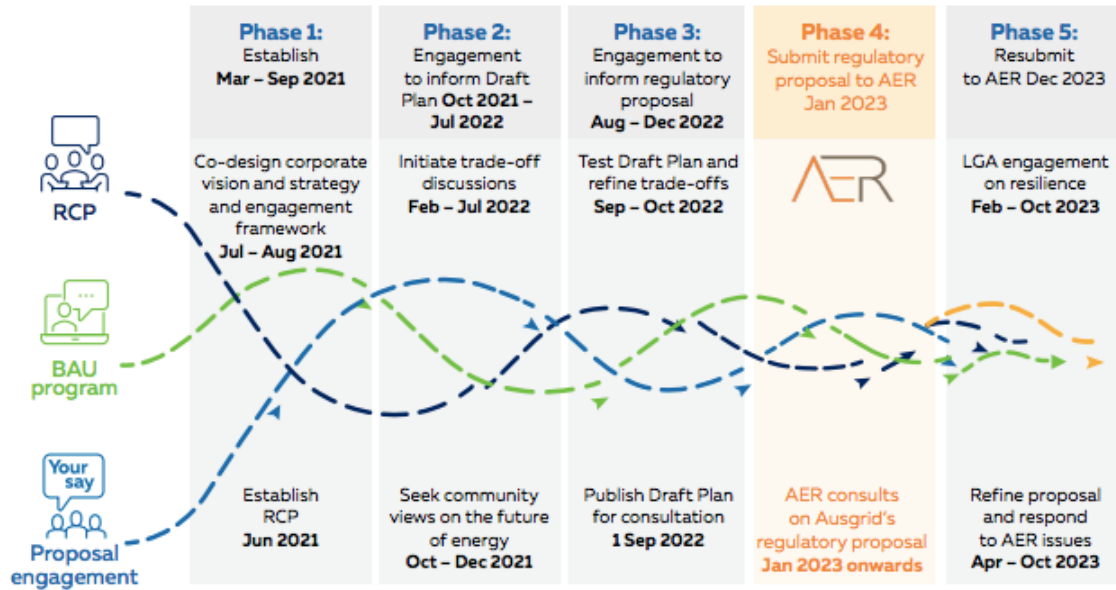 Phase 1:
Establish
Mar – Sep 2021
Phase 2:
Engagement
to inform Draft
Plan Oct 2021 –
Jul 2022
Phase 3:
Engagement to
inform regulatory
proposal
Aug – Dec 2022
Phase 4:
Submit regulatory
proposal to AER
Jan 2023
Phase 5:
Resubmit
to AER Dec 2023
RCP
Co-design corporate
vision and strategy
and engagement
framework
Jul – Aug 2021
Initiate trade-off
discussions
Feb – Jul 2022
Test Draft Plan and
refine trade-offs
Sep – Oct 2022
AER
LGA engagement
on resilience
Feb – Oct 2023
BAU
program
Your
say
Proposal
engagement
Establish
RCP
Jun 2021
Seek community
views on the future
of energy
Oct – Dec 2021
Publish Draft Plan
for consultation
1 Sep 2022
AER consults
on Ausgrid's
regulatory proposal
Jan 2023 onwards
Refine proposal
and respond
to AER issues
Apr – Oct 2023